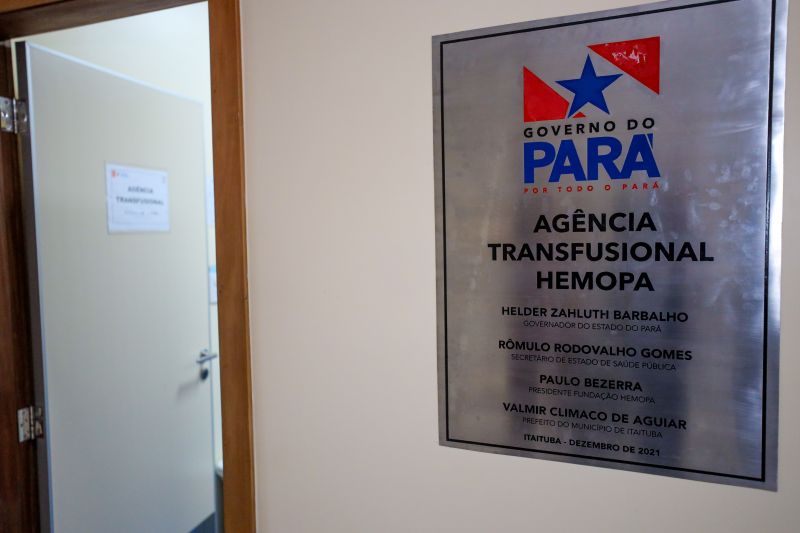 AGÊNCIA
TRANSFUSIONAL
GOVERNO DO
PARÁ
POR TODO O PARÁ
AGÊNCIA
TRANSFUSIONAL
HEMOPA
HELDER ZAHLUTH BARBALHO
GOVERNADOR DO ESTADO DO PARÁ
RÔMULO RODOVALHO GOMES
SECRETÁRIO DE ESTADO DE SAÚDE PÚBLICA
PAULO BEZERRA
PRESIDENTE FUNDAÇÃO HEMOPA
VALMIR CLIMACO DE AGUIAR
PREFEITO DO MUNICÍPIO DE ITAITUBA
ITAITUBA - DEZEMBRO DE 2021